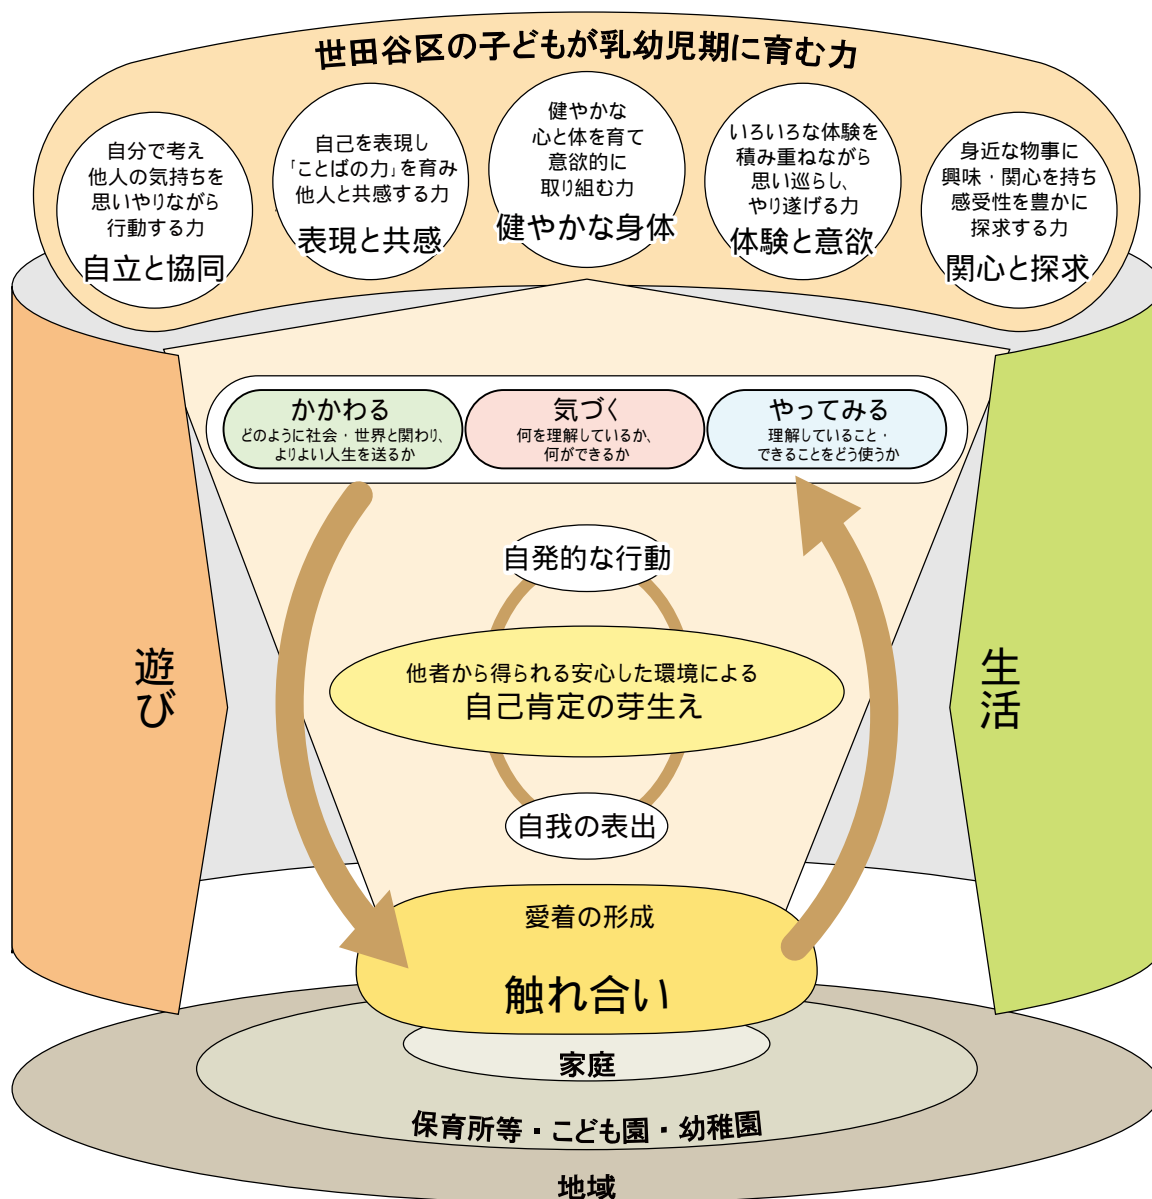 世田谷区の子どもが乳幼児期に育む力
自分で考え
他人の気持ちを
思いやりながら
行動する力
自立と協同
自己を表現し
「ことばの力」を育み
他人と共感する力
表現と共感
健やかな
心と体を育て
意欲的に
取り組む力
健やかな身体
いろいろな体験を
積み重ねながら
思い巡らし、
やり遂げる力
体験と意欲
身近な物事に
興味・関心を持ち
感受性を豊かに
探求する力
関心と探求
かかわる
どのように社会・世界と関わり、
よりよい人生を送るか
気づく
何を理解しているか、
何ができるか
やってみる
理解していること・
できることをどう使うか
自発的な行動
遊び
他者から得られる安心した環境による
自己肯定の芽生え
生活
自我の表出
愛着の形成
触れ合い
家庭
保育所等・こども園・幼稚園
地域